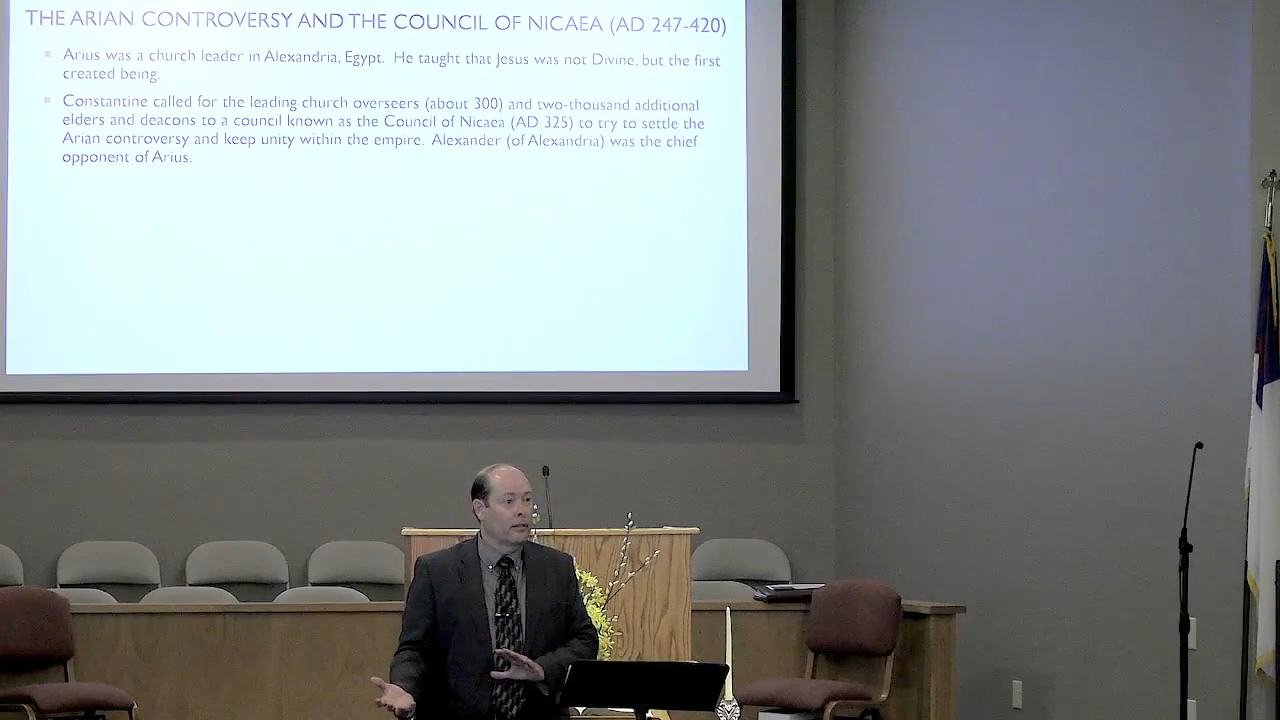 THE ARIAN CONTROVERSY AND THE COUNCIL OF NICAEA (AD 247-420)
Arius was a church leader in Alexandria, Egypt. He taught that Jesus was not Divine, but the first
created being.
Constantine called for the leading church overseers (about 300) and two-thousand additional
elders and deacons to a council known as the Council of Nicaea (AD 325) to try to settle the
Arian controversy and keep unity within the empire. Alexander (of Alexandria) was the chief
opponent of Arius.